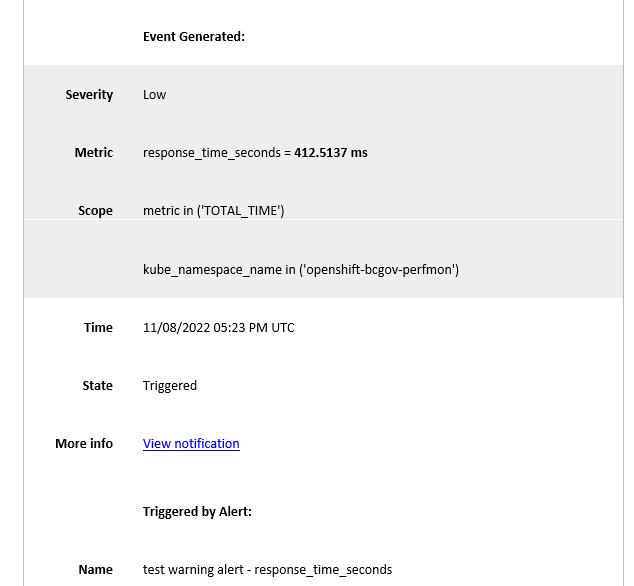 Event Generated:
Severity Low
Metric response_time_seconds = 412.5137 ms
Scope metric in ('TOTAL_TIME')
kube_namespace_name in ('openshift-bcgov-perfmon')
Time 11/08/2022 05:23 PM UTC
State Triggered
More info View notification
Triggered by Alert:
Name test warning alert - response_time_seconds